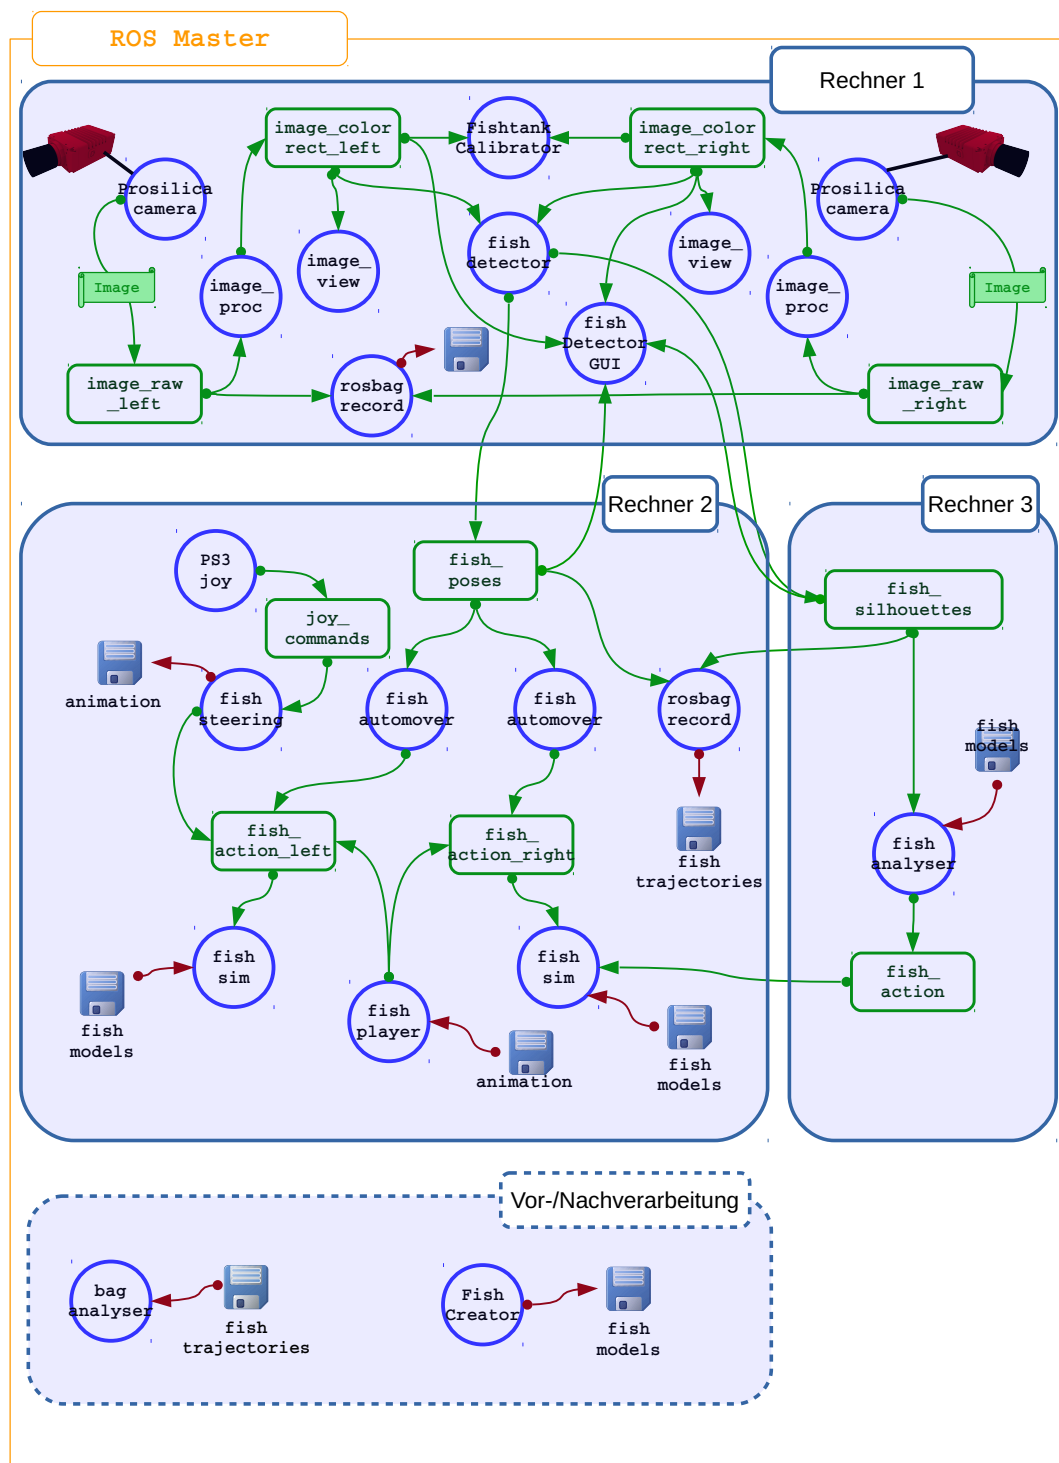 ROS Master
Rechner 1
image_color
rect_left
Fishtank
Calibrator
image_color
rect_right
Prosilica
camera
Prosilica
camera
fish
detector
image_
view
image_
view
image_
proc
image_
proc
Image
Image
fish
Detector
GUI
image_raw
_left
rosbag
record
image_raw
_right
Rechner 2
Rechner 3
PS3
joy
fish_
poses
fish_
silhouettes
joy_
commands
animation
fish
steering
fish
automover
fish
automover
rosbag
record
fish
models
fish_
action_left
fish_
action_right
fish
trajectories
fish
analyser
fish
sim
fish
sim
fish_
action
fish
models
fish
player
animation
fish
models
Vor-/Nachverarbeitung
bag
analyser
fish
trajectories
Fish
Creator
fish
models